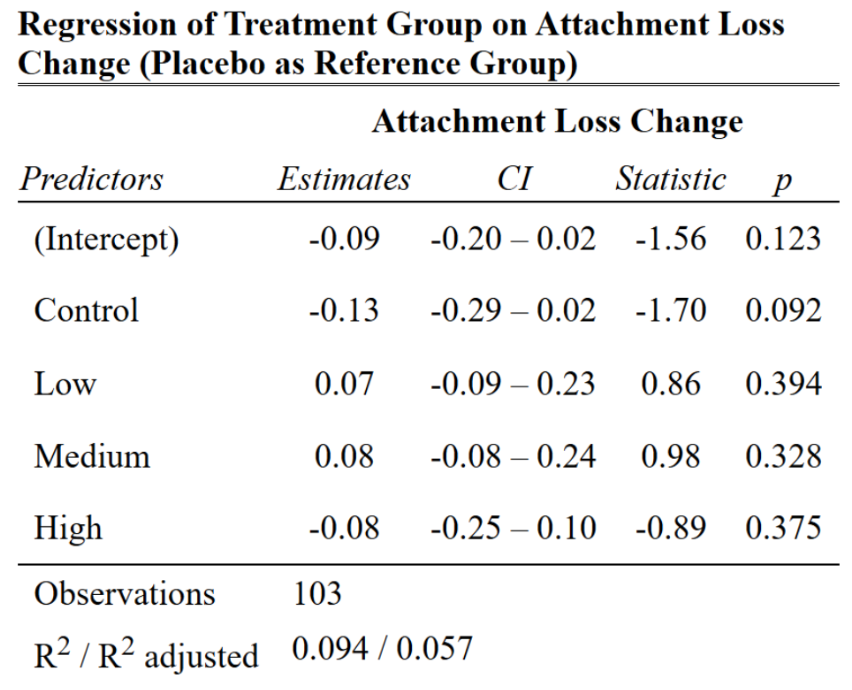 Regression of Treatment Group on Attachment Loss
Change (Placebo as Reference Group)
Attachment Loss Change
Predictors Estimates CI Statistic p
(Intercept) -0.09 -0.20 – 0.02 -1.56 0.123
Control -0.13 -0.29 – 0.02 -1.70 0.092
Low 0.07 -0.09 – 0.23 0.86 0.394
Medium 0.08 -0.08 – 0.24 0.98 0.328
High -0.08 -0.25 – 0.10 -0.89 0.375
Observations 103
R² / R² adjusted 0.094 / 0.057